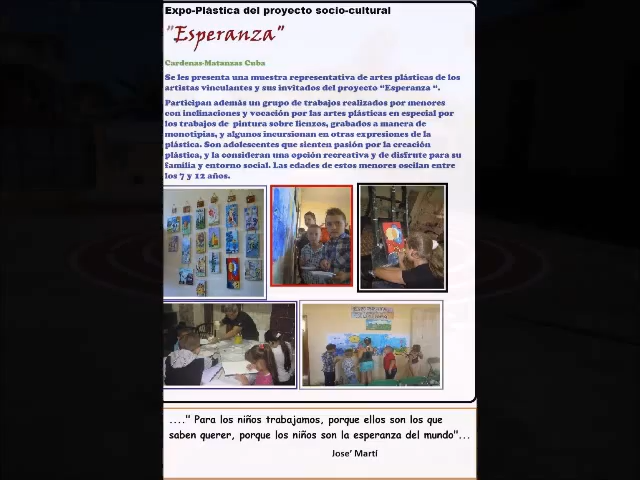 Expo-Plástica del proyecto socio-cultural
"Esperanza"
Cardenas-Matanzas Cuba
Se les presenta una muestra representativa de artes plásticas de los
artistas vinculantes y sus invitados del proyecto “Esperanza “.
Participan además un grupo de trabajos realizados por menores
con inclinaciones y vocación por las artes plásticas en especial por
los trabajos de pintura sobre lienzos, grabados a manera de
monotipias, y algunos incursionan en otras expresiones de la
plástica. Son adolescentes que sienten pasión por la creación
plástica, y la consideran una opción recreativa y de disfrute para su
familia y entorno social. Las edades de estos menores oscilan entre
los 7 y 12 años.
...." Para los niños trabajamos, porque ellos son los que
saben querer, porque los niños son la esperanza del mundo"...
Jose' Martí